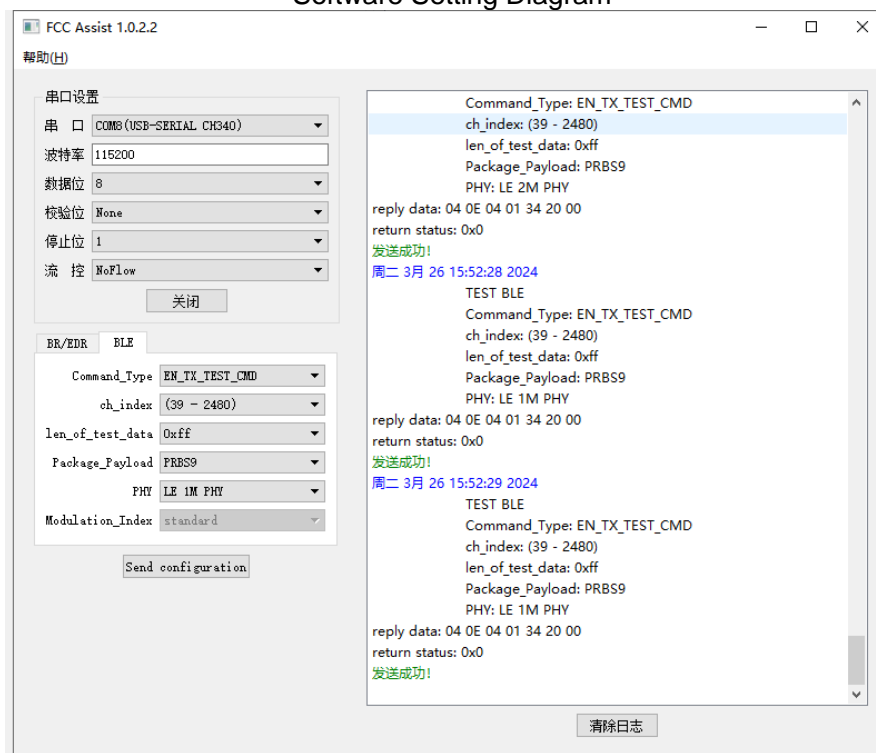 Software Setting Diagram
FCC Assist 1.0.2.2
帮助(H)
串口设置
串 口 COM8(USB-SERIAL CH340)
波特率 115200
数据位 8
校验位 None
停止位 1
流 控 NoFlow
关闭
BR/EDR BLE
Command_Type EN_TX_TEST_CMD
ch_index (39 - 2480)
len_of_test_data 0xff
Package_Payload PRBS9
PHY LE 1M PHY
Modulation_Index standard
Send configuration
Command_Type: EN_TX_TEST_CMD
ch_index: (39 - 2480)
len_of_test_data: 0xff
Package_Payload: PRBS9
PHY: LE 2M PHY
reply data: 04 0E 04 01 34 20 00
return status: 0x0
发送成功!
周二 3月 26 15:52:28 2024
TEST BLE
Command_Type: EN_TX_TEST_CMD
ch_index: (39 - 2480)
len_of_test_data: 0xff
Package_Payload: PRBS9
PHY: LE 1M PHY
reply data: 04 0E 04 01 34 20 00
return status: 0x0
发送成功!
周二 3月 26 15:52:29 2024
TEST BLE
Command_Type: EN_TX_TEST_CMD
ch_index: (39 - 2480)
len_of_test_data: 0xff
Package_Payload: PRBS9
PHY: LE 1M PHY
reply data: 04 0E 04 01 34 20 00
return status: 0x0
发送成功!
清除日志